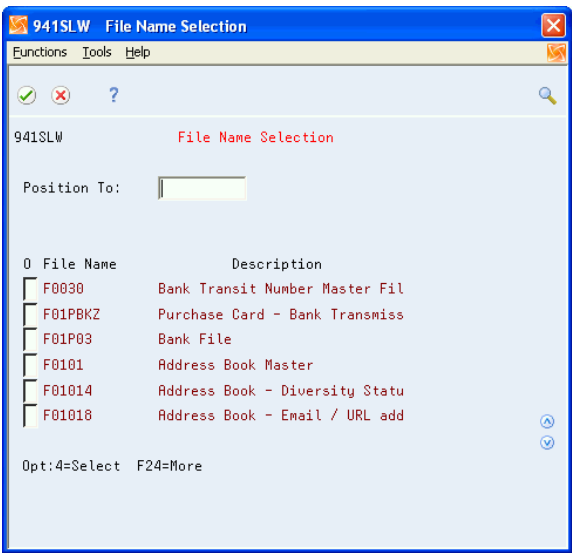 941SLW File Name Selection
Functions Tools Help
?
941SLW File Name Selection
Position To:
O File Name Description
F0030 Bank Transit Number Master Fil
F01PBKZ Purchase Card - Bank Transmiss
F01P03 Bank File
F0101 Address Book Master
F01014 Address Book - Diversity Statu
F01018 Address Book - Email / URL add
Opt:4=Select F24=More